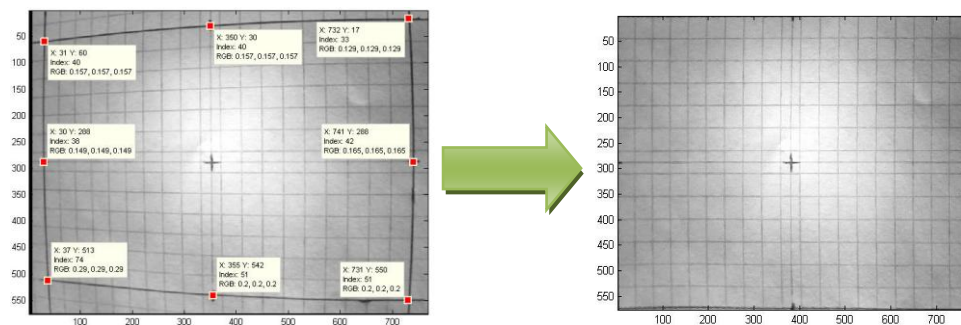 X: 31 Y: 60
Index: 40
RGB: 0.157, 0.157, 0.157
X: 350 Y: 30
Index: 40
RGB: 0.157, 0.157, 0.157
X: 732 Y: 17
Index: 33
RGB: 0.129, 0.129, 0.129
X: 30 Y: 288
Index: 38
RGB: 0.149, 0.149, 0.149
X: 741 Y: 288
Index: 42
RGB: 0.165, 0.165, 0.165
X: 37 Y: 513
Index: 74
RGB: 0.29, 0.29, 0.29
X: 355 Y: 542
Index: 51
RGB: 0.2, 0.2, 0.2
X: 731 Y: 550
Index: 51
RGB: 0.2, 0.2, 0.2
50
100
150
200
250
300
350
400
450
500
550
100 200 300 400 500 600 700
50
100
150
200
250
300
350
400
450
500
550
100 200 300 400 500 600 700